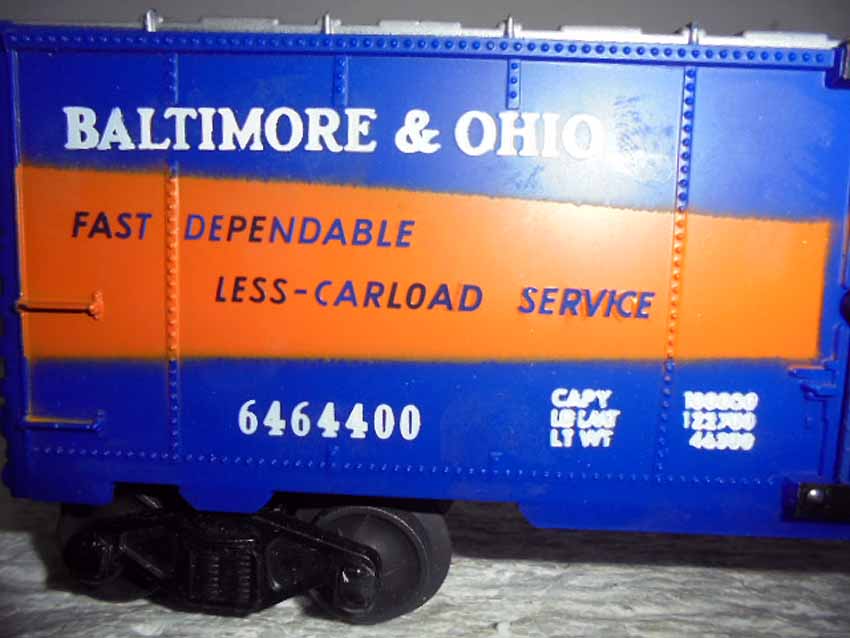 BALTIMORE & OHIO
FAST DEPENDABLE
LESS-CARLOAD SERVICE
6464400
CAPY
LT WT